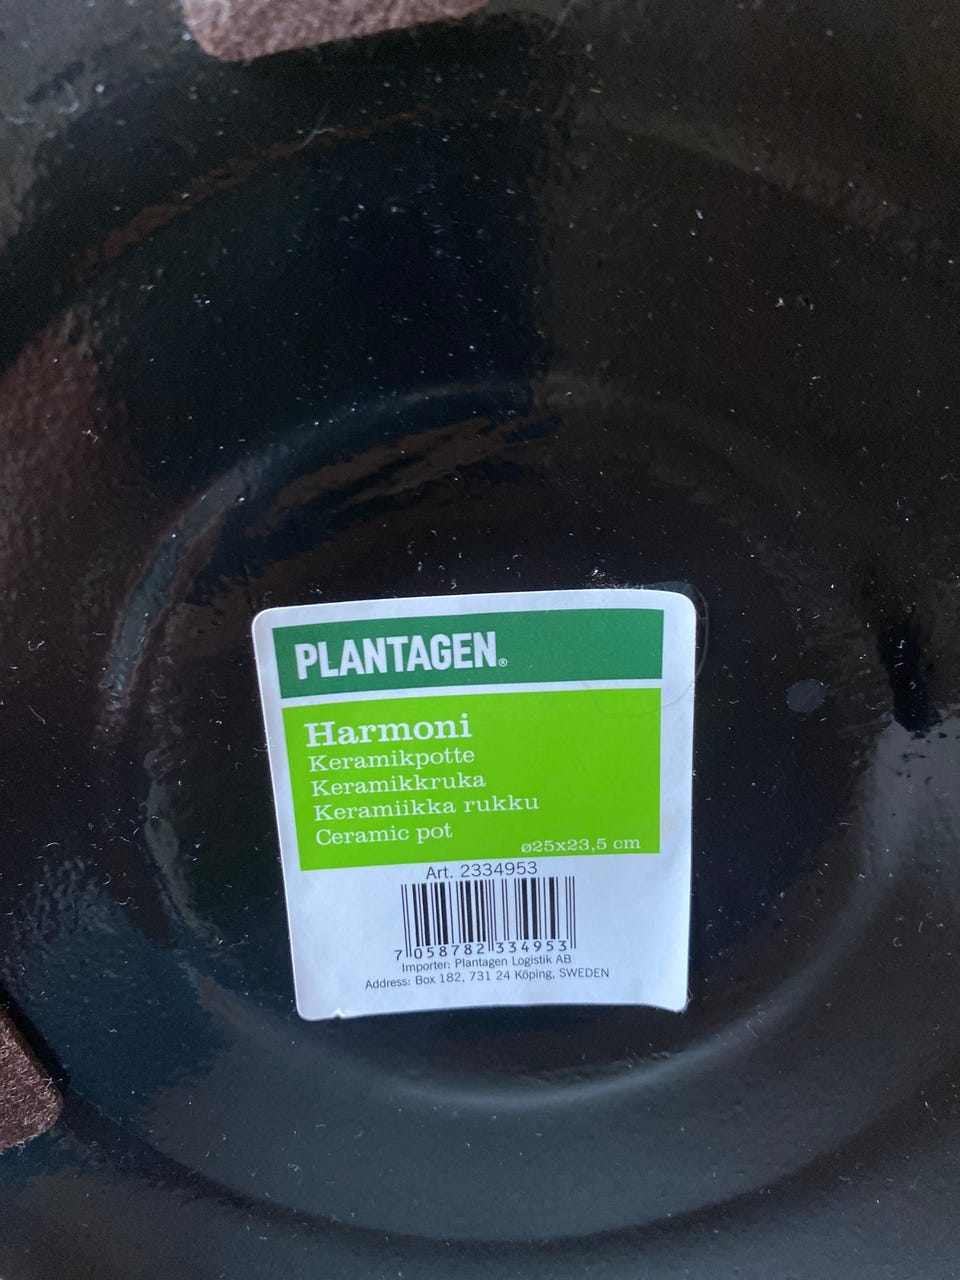 PLANTAGEN®
Harmoni
Keramikpotte
Keramikkruka
Keramiikka rukku
Ceramic pot
ø25x23,5 cm
Art. 2334953
7 058782 334953
Importer: Plantagen Logistik AB
Address: Box 182, 731 24 Köping, SWEDEN